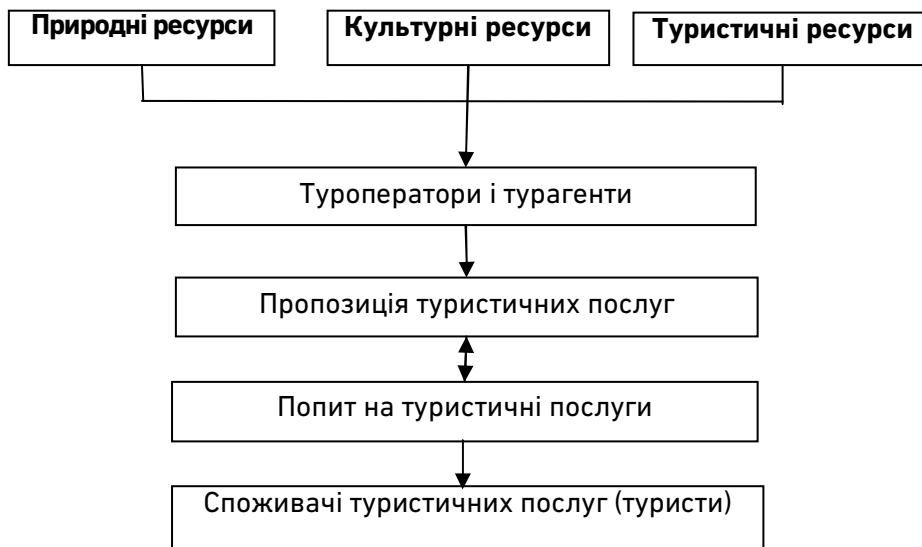 Природні ресурси
Культурні ресурси
Туристичні ресурси
Туроператори і турагенти
Пропозиція туристичних послуг
Попит на туристичні послуги
Споживачі туристичних послуг (туристи)